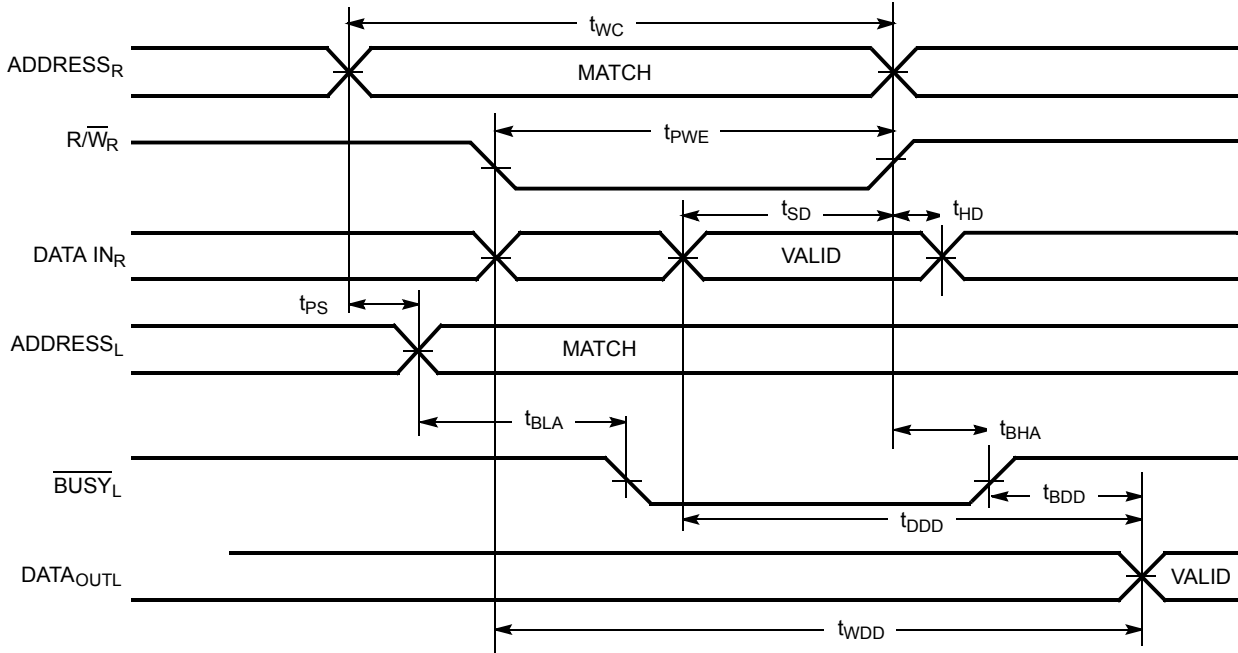 tWC
ADDRESSR
MATCH
R/W̅R
tPWE
tSD
tHD
DATA INR
VALID
tPS
ADDRESSL
MATCH
tBLA
tBHA
B̅U̅S̅Y̅L
tBDD
tDDD
DATAOUTL
VALID
tWDD